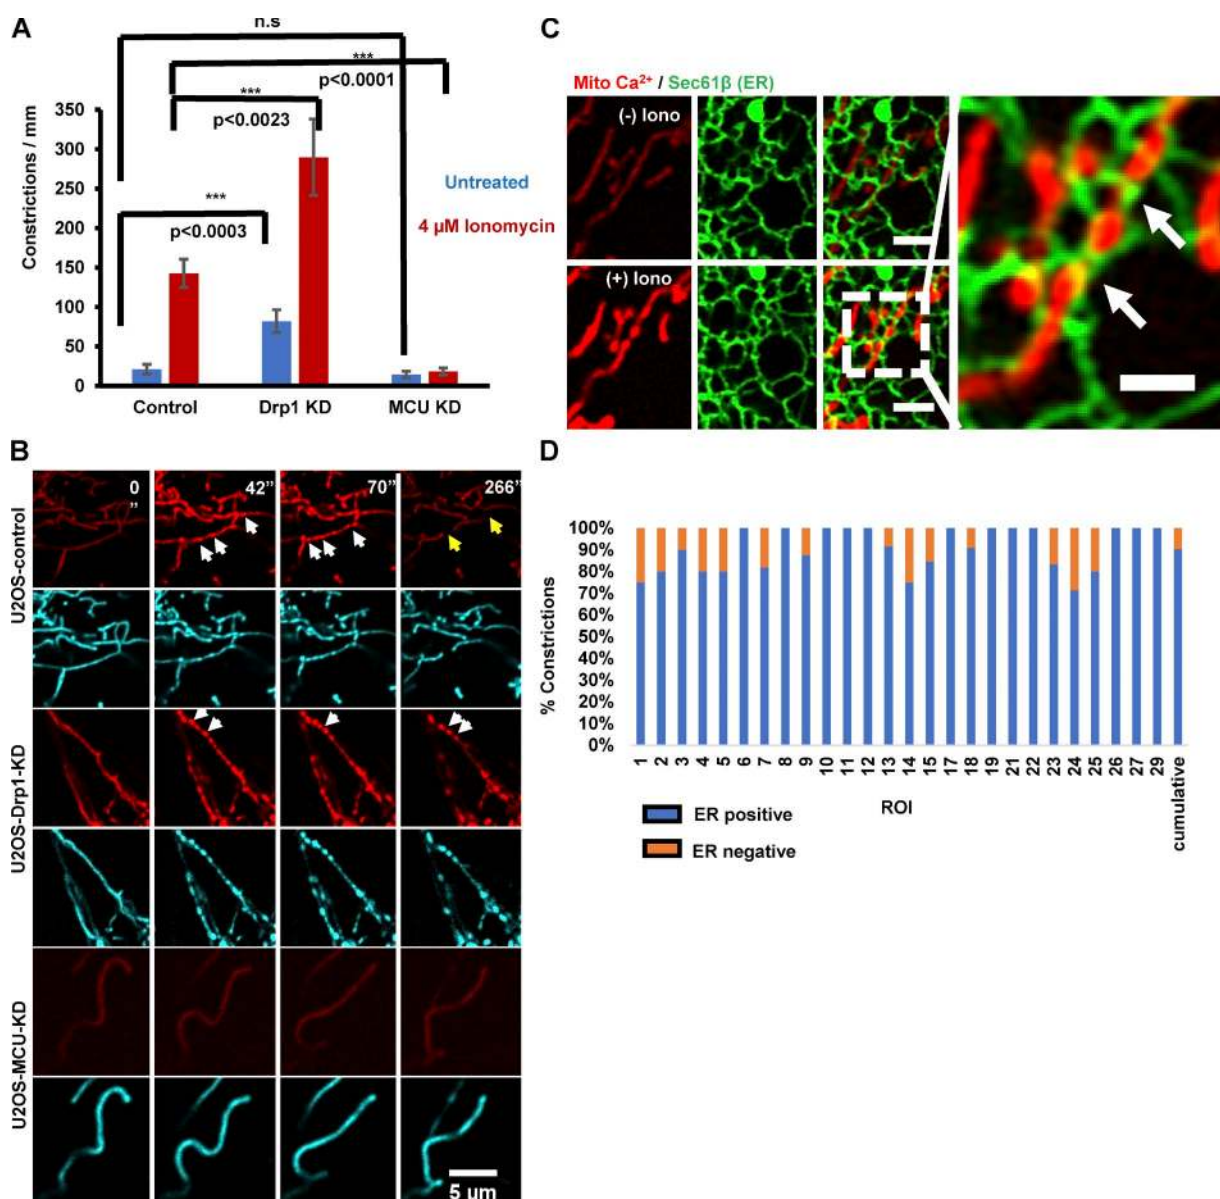 A
n.s
***
p<0.0001
***
p<0.0023
***
p<0.0003
Constrictions / mm
350
300
250
200
150
100
50
0
Control
Drp1 KD
MCU KD
Untreated
4 µM Ionomycin
C
Mito Ca²⁺ / Sec61β (ER)
(-) Iono
(+) Iono
B
0
”
42”
70”
266”
U2OS-control
U2OS-Drp1-KD
U2OS-MCU-KD
5 µm
D
% Constrictions
100%
90%
80%
70%
60%
50%
40%
30%
20%
10%
0%
1 2 3 4 5 6 7 8 9 10 11 12 13 14 15 17 18 19 21 22 23 24 25 26 27 29 cumulative
ROI
ER positive
ER negative